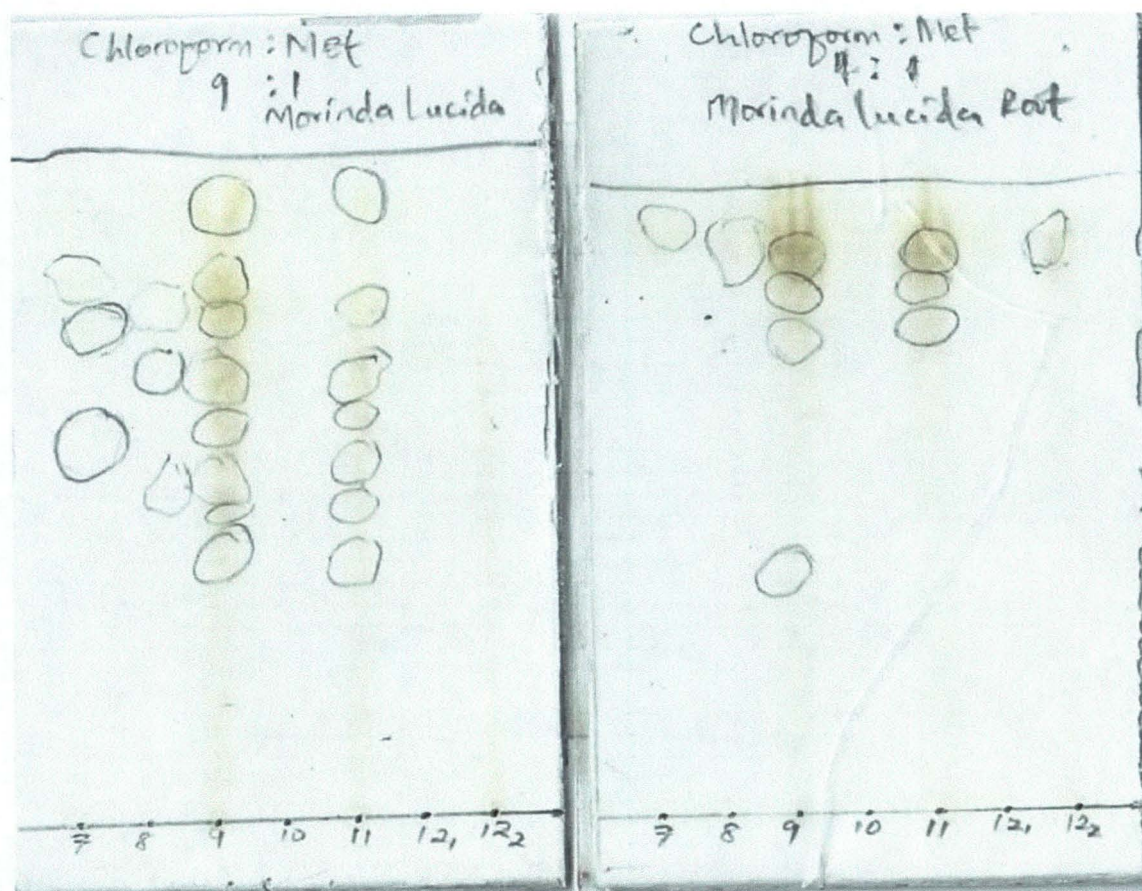 Chloroform : Met
9 : 1
Morinda Lucida
7 8 9 10 11 12₁ 12₂
Chloroform : Met
: 1
Morinda lucida Root
7 8 9 10 11 12₁ 12₂